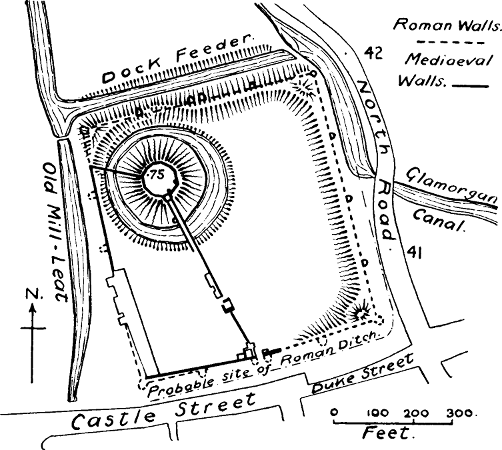 Roman Walls.
Mediaeval
Walls.
42
Dock Feeder.
North Road.
Glamorgan
Canal.
41
75
Old Mill-Leat
N.
Probable site of Roman Ditch.
Castle Street
Duke Street
0 100 200 300.
Feet.